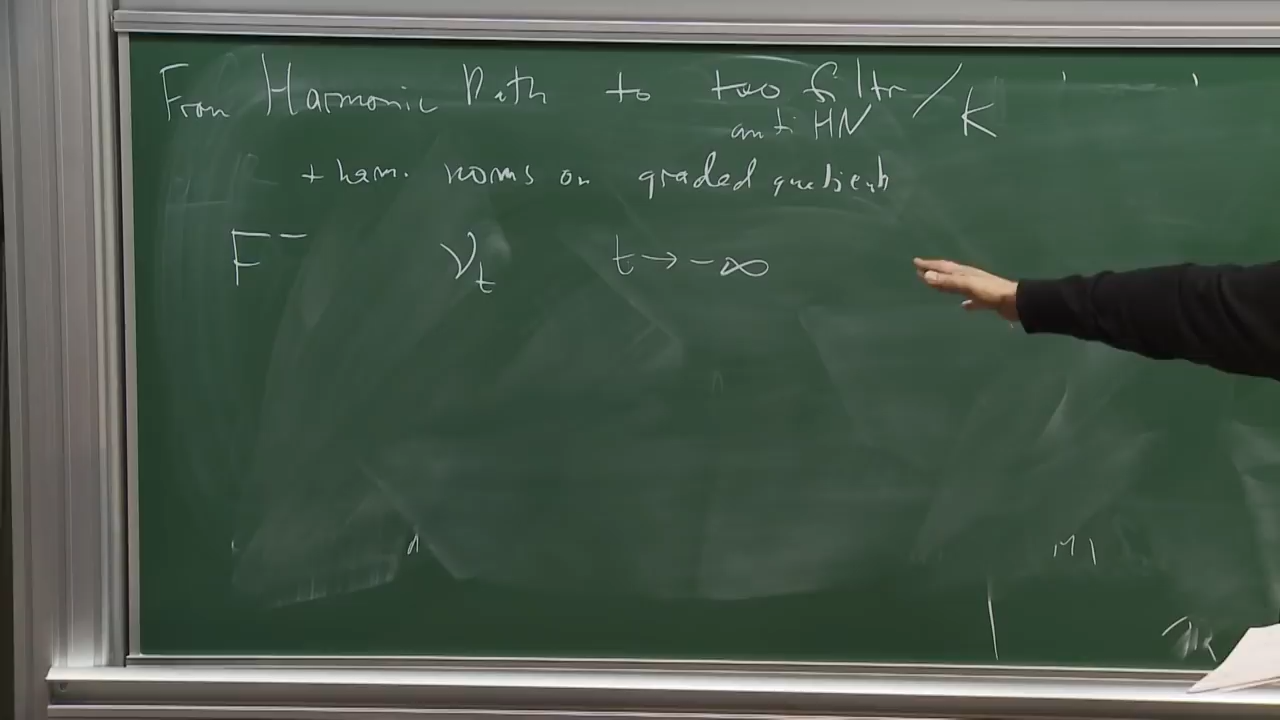 From Harmonic Path to two filtr / K
anti HN
+ harm. norms on graded quotients
F⁻ ν_t t → -∞